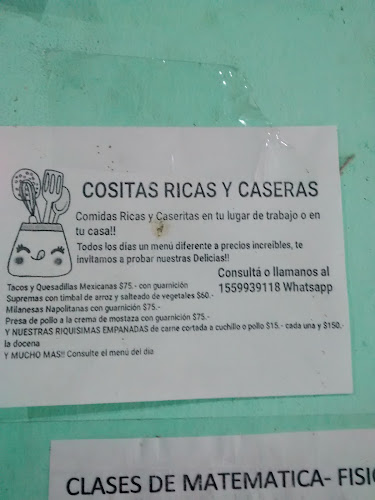 COSITAS RICAS Y CASERAS
Comidas Ricas y Caseritas en tu lugar de trabajo o en
tu casa!!
Todos los días un menú diferente a precios increíbles, te
invitamos a probar nuestras Delicias!!
Consultá o llamanos al
1559939118 Whatsapp
Tacos y Quesadillas Mexicanas $75.- con guarnición
Supremas con timbal de arroz y salteado de vegetales $60.-
Milanesas Napolitanas con guarnición $75.-
Presa de pollo a la crema de mostaza con guarnición $75.-
Y NUESTRAS RIQUISIMAS EMPANADAS de carne cortada a cuchillo o pollo $15.- cada una y $150.-
la docena
Y MUCHO MAS!! Consulte el menú del día
CLASES DE MATEMATICA- FISI